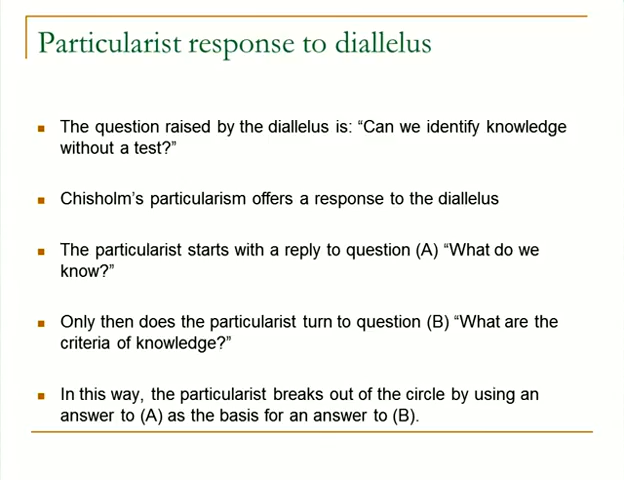 Particularist response to diallelus
The question raised by the diallelus is: “Can we identify knowledge
without a test?”
Chisholm’s particularism offers a response to the diallelus
The particularist starts with a reply to question (A) “What do we
know?”
Only then does the particularist turn to question (B) “What are the
criteria of knowledge?”
In this way, the particularist breaks out of the circle by using an
answer to (A) as the basis for an answer to (B).